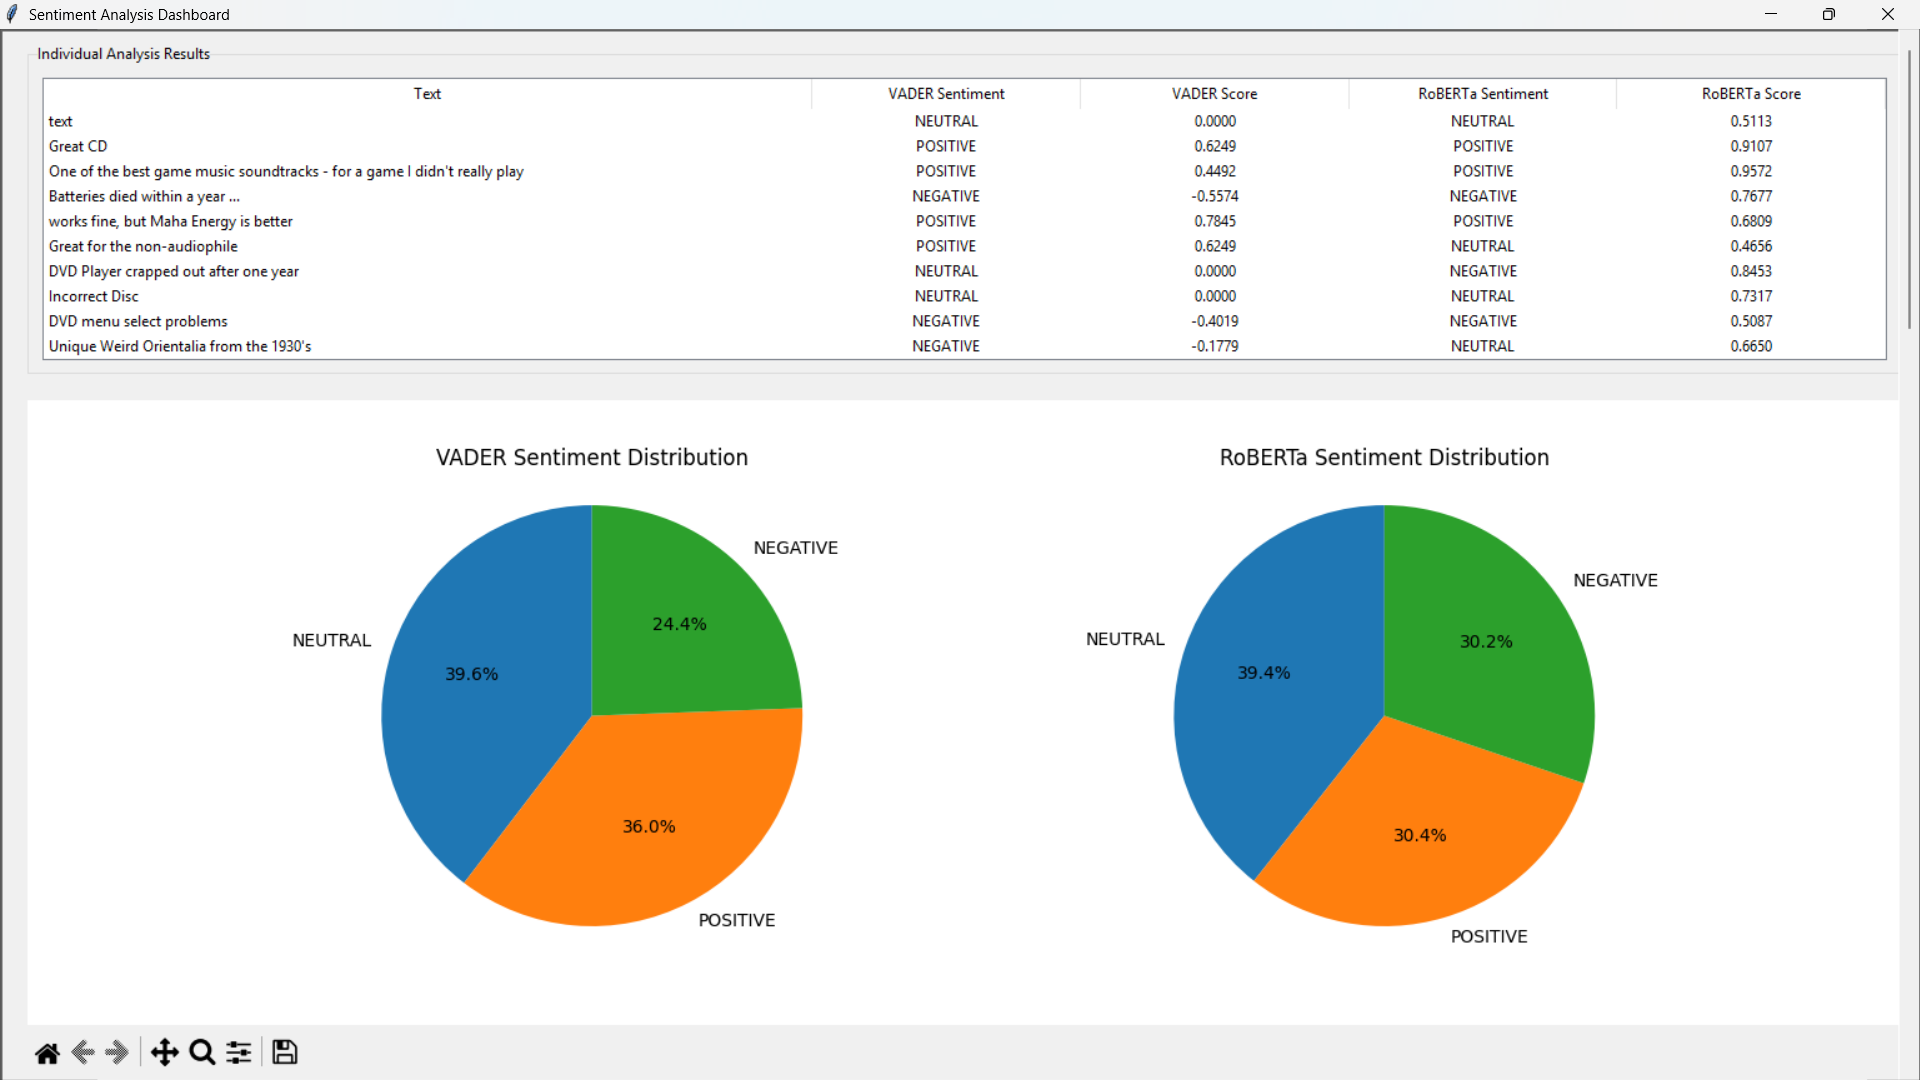 Sentiment Analysis Dashboard
Individual Analysis Results
Text VADER Sentiment VADER Score RoBERTa Sentiment RoBERTa Score
text NEUTRAL 0.0000 NEUTRAL 0.5113
Great CD POSITIVE 0.6249 POSITIVE 0.9107
One of the best game music soundtracks - for a game I didn't really play POSITIVE 0.4492 POSITIVE 0.9572
Batteries died within a year ... NEGATIVE -0.5574 NEGATIVE 0.7677
works fine, but Maha Energy is better POSITIVE 0.7845 POSITIVE 0.6809
Great for the non-audiophile POSITIVE 0.6249 NEUTRAL 0.4656
DVD Player crapped out after one year NEUTRAL 0.0000 NEGATIVE 0.8453
Incorrect Disc NEUTRAL 0.0000 NEUTRAL 0.7317
DVD menu select problems NEGATIVE -0.4019 NEGATIVE 0.5087
Unique Weird Orientalia from the 1930's NEGATIVE -0.1779 NEUTRAL 0.6650
VADER Sentiment Distribution
NEGATIVE
24.4%
NEUTRAL
39.6%
36.0%
POSITIVE
RoBERTa Sentiment Distribution
NEGATIVE
30.2%
NEUTRAL
39.4%
30.4%
POSITIVE